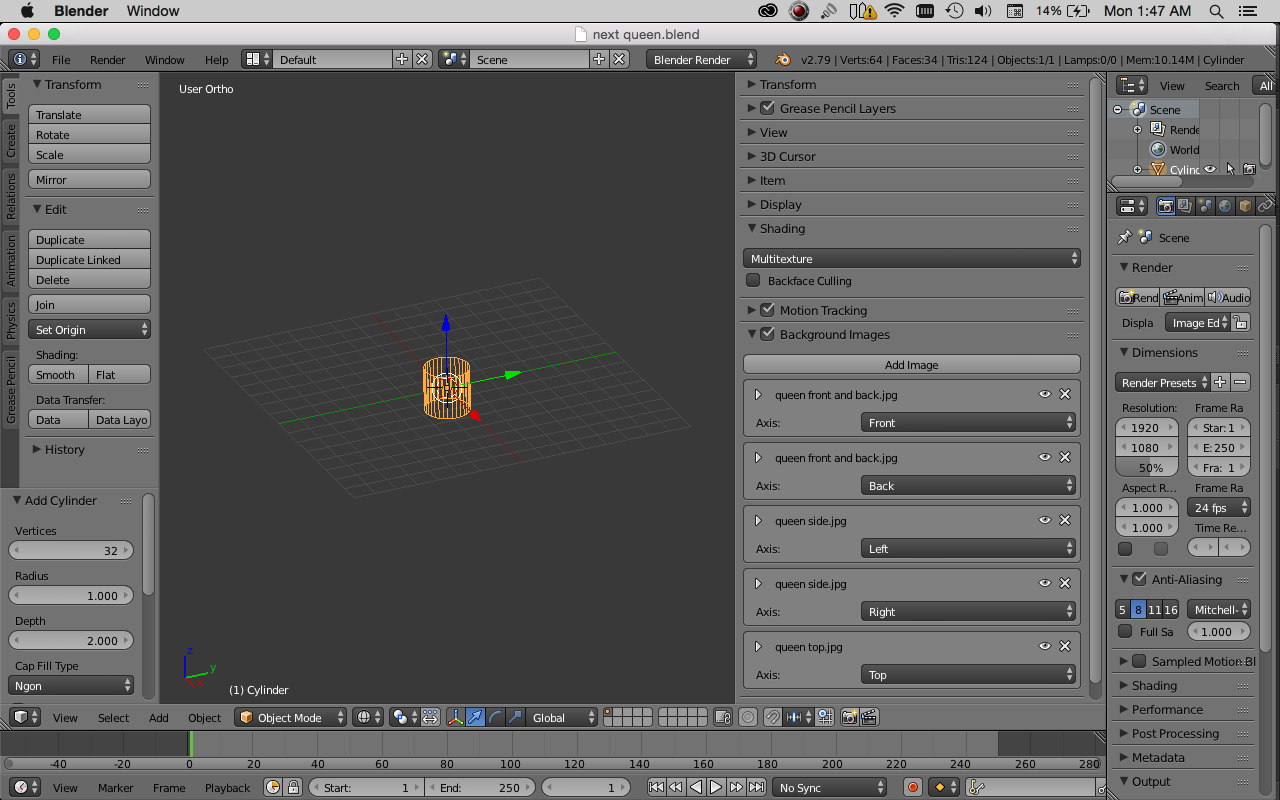 Blender Window 14% Mon 1:47 AM
next queen.blend
File Render Window Help Default Scene Blender Render v2.79 | Verts:64 | Faces:34 | Tris:124 | Objects:1/1 | Lamps:0/0 | Mem:10.14M | Cylinder
Tools
Create
Relations
Animation
Physics
Grease Pencil
Transform
Translate
Rotate
Scale
Mirror
Edit
Duplicate
Duplicate Linked
Delete
Join
Set Origin
Shading:
Smooth Flat
Data Transfer:
Data Data Layo
History
Add Cylinder
Vertices
32
Radius
1.000
Depth
2.000
Cap Fill Type
Ngon
User Ortho
z
y
(1) Cylinder
Transform
Grease Pencil Layers
View
3D Cursor
Item
Display
Shading
Multitexture
Backface Culling
Motion Tracking
Background Images
Add Image
queen front and back.jpg
Axis: Front
queen front and back.jpg
Axis: Back
queen side.jpg
Axis: Left
queen side.jpg
Axis: Right
queen top.jpg
Axis: Top
View Search All
Scene
Rende
World
Cylinc
Scene
Render
Rend Anim Audio
Displa Image Ed
Dimensions
Render Presets
Resolution: Frame Ra
1920 Star: 1
1080 E: 250
50% Fra: 1
Aspect R... Frame Ra
1.000 24 fps
1.000 Time Re...
Anti-Aliasing
5 8 11 16 Mitchell-
Full Sa 1.000
Sampled Motion Bl
Shading
Performance
Post Processing
Metadata
Output
View Select Add Object Object Mode Global
-40 -20 0 20 40 60 80 100 120 140 160 180 200 220 240 260 280
View Marker Frame Playback Start: 1 End: 250 1 No Sync